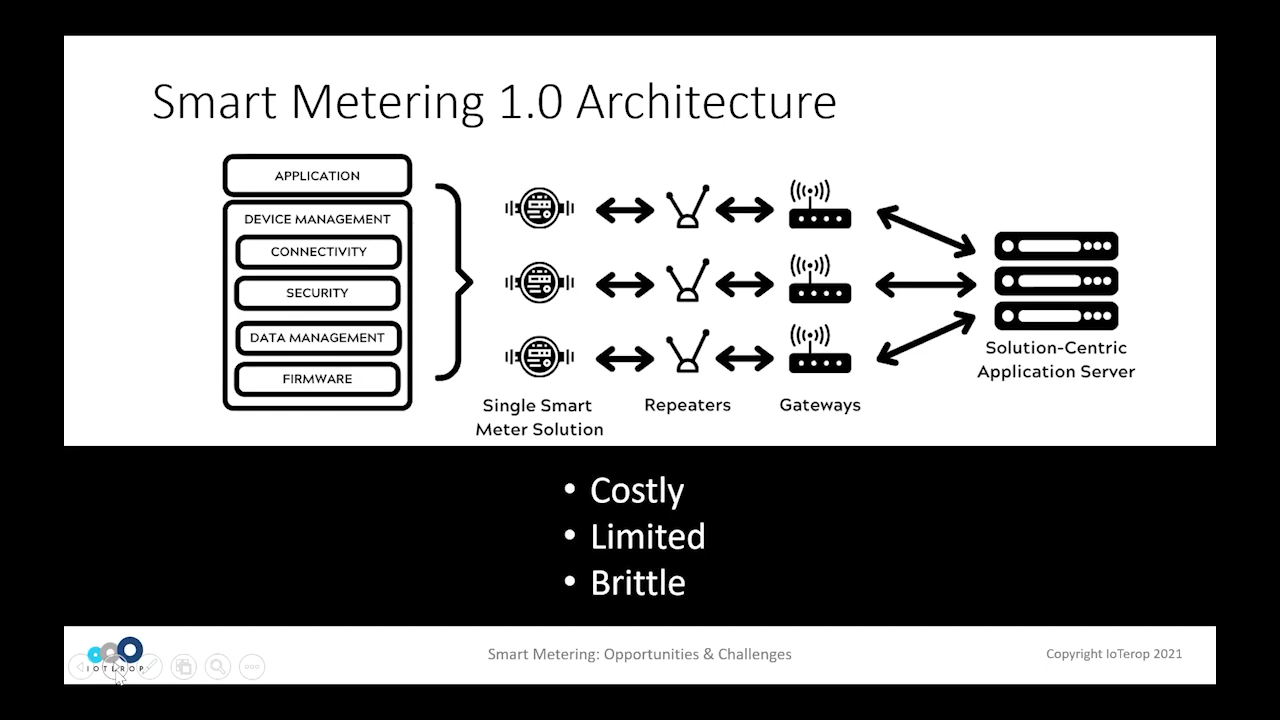 Smart Metering 1.0 Architecture
APPLICATION
DEVICE MANAGEMENT
CONNECTIVITY
SECURITY
DATA MANAGEMENT
FIRMWARE
Single Smart
Meter Solution
Repeaters
Gateways
Solution-Centric
Application Server
• Costly
• Limited
• Brittle
IOTEROP
Smart Metering: Opportunities & Challenges
Copyright IoTerop 2021